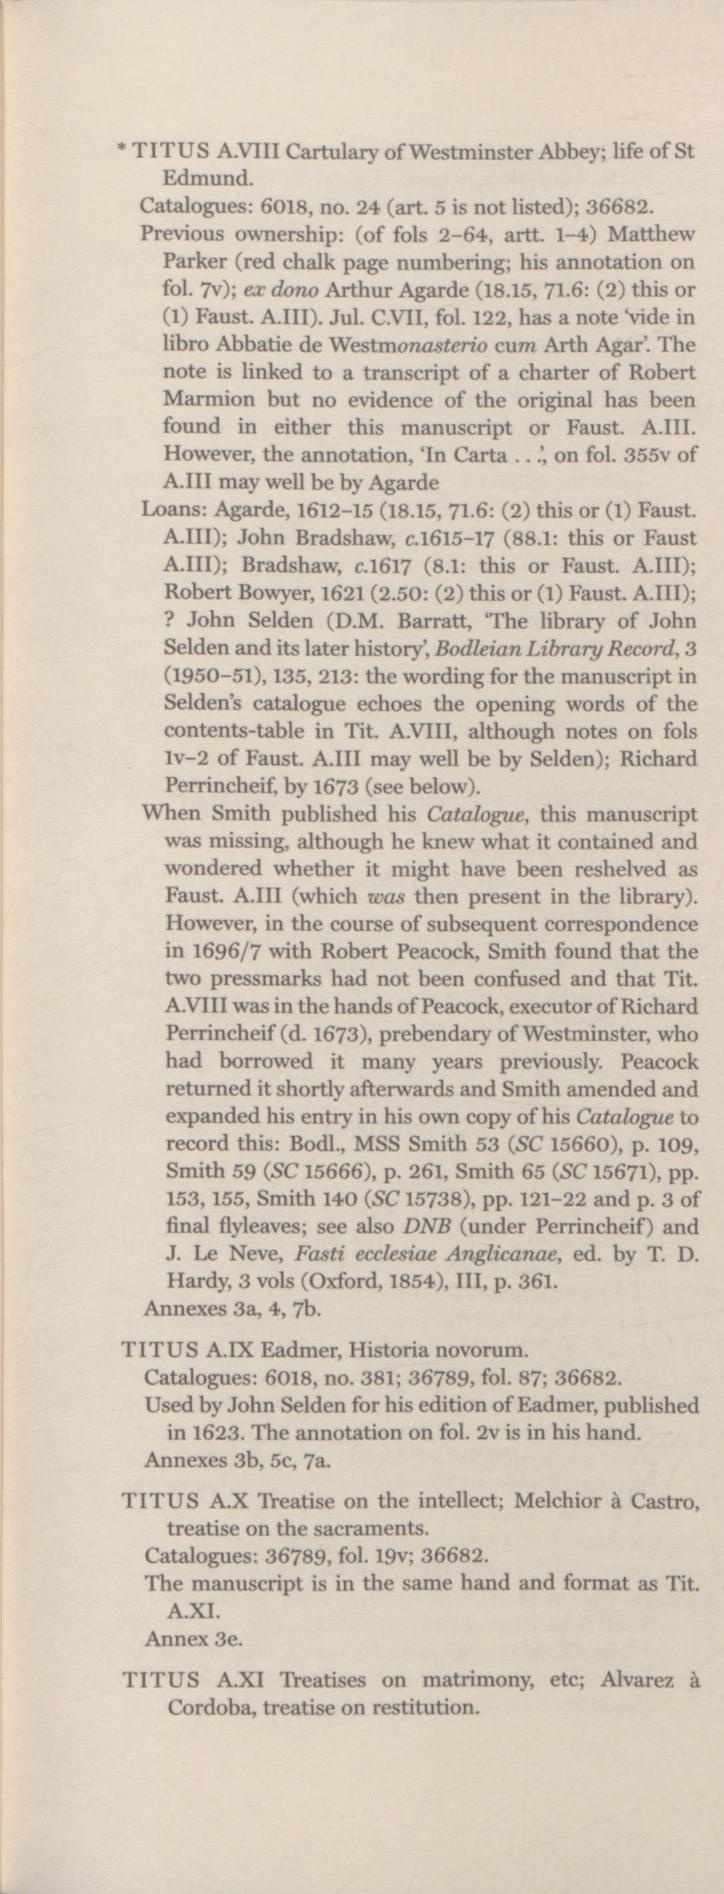 * TITUS A.VIII Cartulary of Westminster Abbey; life of St
Edmund.
Catalogues: 6018, no. 24 (art. 5 is not listed); 36682.
Previous ownership: (of fols 2–64, artt. 1–4) Matthew
Parker (red chalk page numbering; his annotation on
fol. 7v); ex dono Arthur Agarde (18.15, 71.6: (2) this or
(1) Faust. A.III). Jul. C.VII, fol. 122, has a note ‘vide in
libro Abbatie de Westmonasterio cum Arth Agar’. The
note is linked to a transcript of a charter of Robert
Marmion but no evidence of the original has been
found in either this manuscript or Faust. A.III.
However, the annotation, ‘In Carta . . .’, on fol. 355v of
A.III may well be by Agarde
Loans: Agarde, 1612–15 (18.15, 71.6: (2) this or (1) Faust.
A.III); John Bradshaw, c.1615–17 (88.1: this or Faust
A.III); Bradshaw, c.1617 (8.1: this or Faust. A.III);
Robert Bowyer, 1621 (2.50: (2) this or (1) Faust. A.III);
? John Selden (D.M. Barratt, ‘The library of John
Selden and its later history’, Bodleian Library Record, 3
(1950–51), 135, 213: the wording for the manuscript in
Selden’s catalogue echoes the opening words of the
contents-table in Tit. A.VIII, although notes on fols
1v–2 of Faust. A.III may well be by Selden); Richard
Perrincheif, by 1673 (see below).
When Smith published his Catalogue, this manuscript
was missing, although he knew what it contained and
wondered whether it might have been reshelved as
Faust. A.III (which was then present in the library).
However, in the course of subsequent correspondence
in 1696/7 with Robert Peacock, Smith found that the
two pressmarks had not been confused and that Tit.
A.VIII was in the hands of Peacock, executor of Richard
Perrincheif (d. 1673), prebendary of Westminster, who
had borrowed it many years previously. Peacock
returned it shortly afterwards and Smith amended and
expanded his entry in his own copy of his Catalogue to
record this: Bodl., MSS Smith 53 (SC 15660), p. 109,
Smith 59 (SC 15666), p. 261, Smith 65 (SC 15671), pp.
153, 155, Smith 140 (SC 15738), pp. 121–22 and p. 3 of
final flyleaves; see also DNB (under Perrincheif) and
J. Le Neve, Fasti ecclesiae Anglicanae, ed. by T. D.
Hardy, 3 vols (Oxford, 1854), III, p. 361.
Annexes 3a, 4, 7b.
TITUS A.IX Eadmer, Historia novorum.
Catalogues: 6018, no. 381; 36789, fol. 87; 36682.
Used by John Selden for his edition of Eadmer, published
in 1623. The annotation on fol. 2v is in his hand.
Annexes 3b, 5c, 7a.
TITUS A.X Treatise on the intellect; Melchior à Castro,
treatise on the sacraments.
Catalogues: 36789, fol. 19v; 36682.
The manuscript is in the same hand and format as Tit.
A.XI.
Annex 3e.
TITUS A.XI Treatises on matrimony, etc; Alvarez à
Cordoba, treatise on restitution.